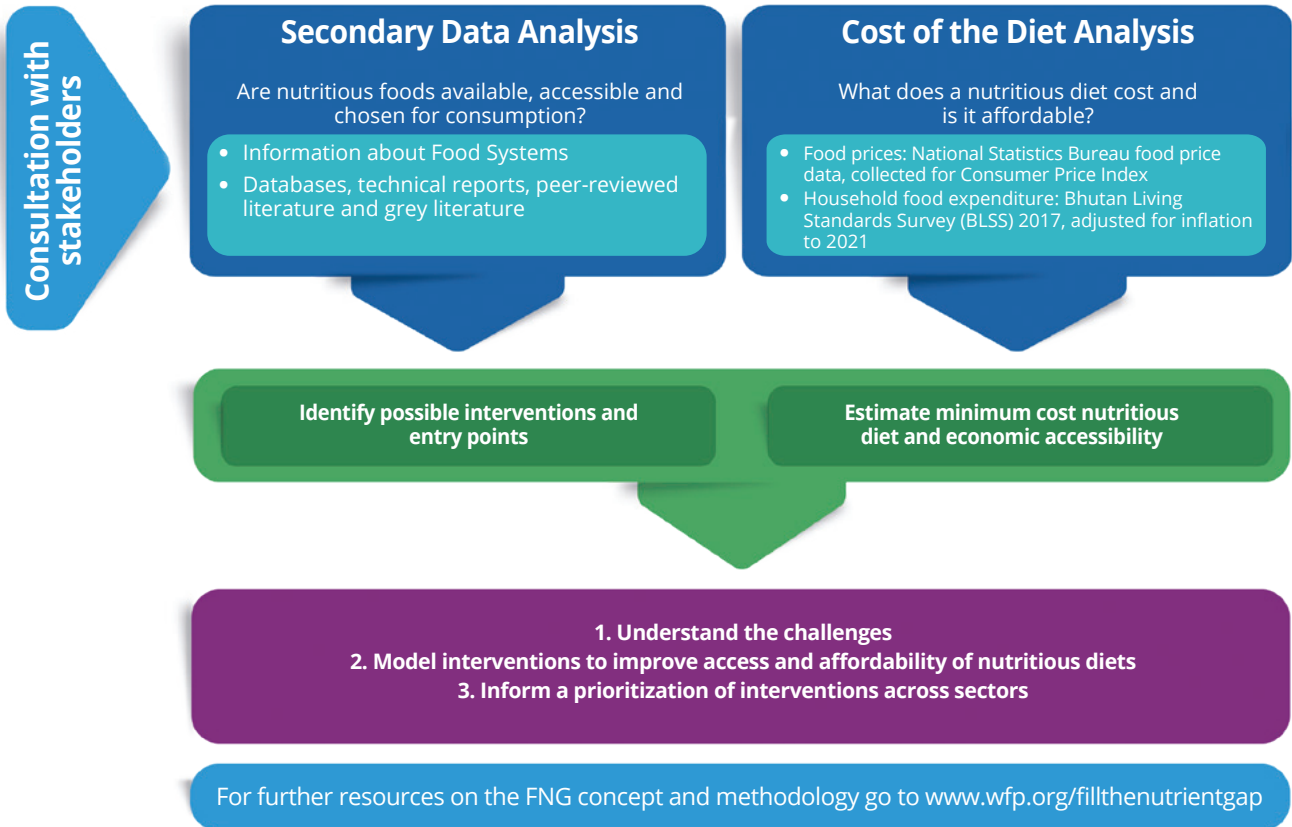 Consultation with
stakeholders
Secondary Data Analysis
Are nutritious foods available, accessible and
chosen for consumption?
• Information about Food Systems
• Databases, technical reports, peer-reviewed
literature and grey literature
Cost of the Diet Analysis
What does a nutritious diet cost and
is it affordable?
• Food prices: National Statistics Bureau food price
data, collected for Consumer Price Index
• Household food expenditure: Bhutan Living
Standards Survey (BLSS) 2017, adjusted for inflation
to 2021
Identify possible interventions and
entry points
Estimate minimum cost nutritious
diet and economic accessibility
1. Understand the challenges
2. Model interventions to improve access and affordability of nutritious diets
3. Inform a prioritization of interventions across sectors
For further resources on the FNG concept and methodology go to www.wfp.org/fillthenutrientgap